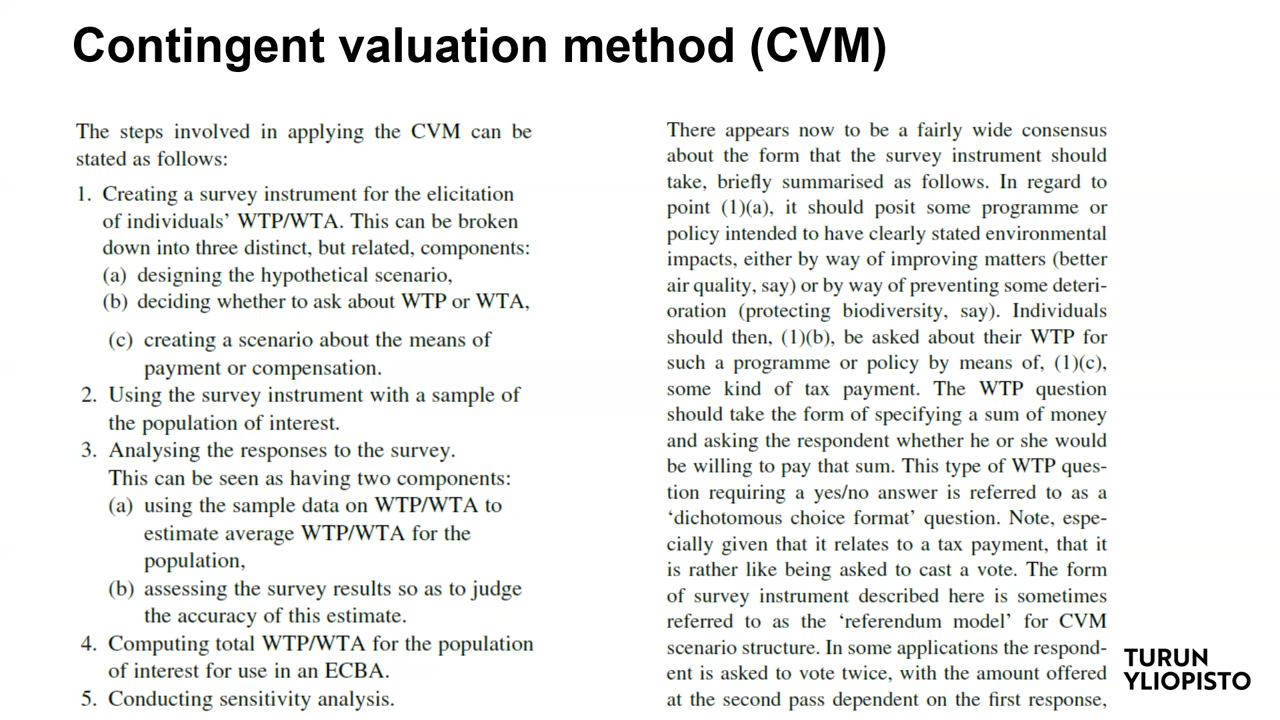 Contingent valuation method (CVM)
The steps involved in applying the CVM can be
stated as follows:
1. Creating a survey instrument for the elicitation
of individuals’ WTP/WTA. This can be broken
down into three distinct, but related, components:
(a) designing the hypothetical scenario,
(b) deciding whether to ask about WTP or WTA,
(c) creating a scenario about the means of
payment or compensation.
2. Using the survey instrument with a sample of
the population of interest.
3. Analysing the responses to the survey.
This can be seen as having two components:
(a) using the sample data on WTP/WTA to
estimate average WTP/WTA for the
population,
(b) assessing the survey results so as to judge
the accuracy of this estimate.
4. Computing total WTP/WTA for the population
of interest for use in an ECBA.
5. Conducting sensitivity analysis.
There appears now to be a fairly wide consensus
about the form that the survey instrument should
take, briefly summarised as follows. In regard to
point (1)(a), it should posit some programme or
policy intended to have clearly stated environmental
impacts, either by way of improving matters (better
air quality, say) or by way of preventing some deteri-
oration (protecting biodiversity, say). Individuals
should then, (1)(b), be asked about their WTP for
such a programme or policy by means of, (1)(c),
some kind of tax payment. The WTP question
should take the form of specifying a sum of money
and asking the respondent whether he or she would
be willing to pay that sum. This type of WTP ques-
tion requiring a yes/no answer is referred to as a
‘dichotomous choice format’ question. Note, espe-
cially given that it relates to a tax payment, that it
is rather like being asked to cast a vote. The form
of survey instrument described here is sometimes
referred to as the ‘referendum model’ for CVM
scenario structure. In some applications the respond-
ent is asked to vote twice, with the amount offered
at the second pass dependent on the first response,
TURUN
YLIOPISTO